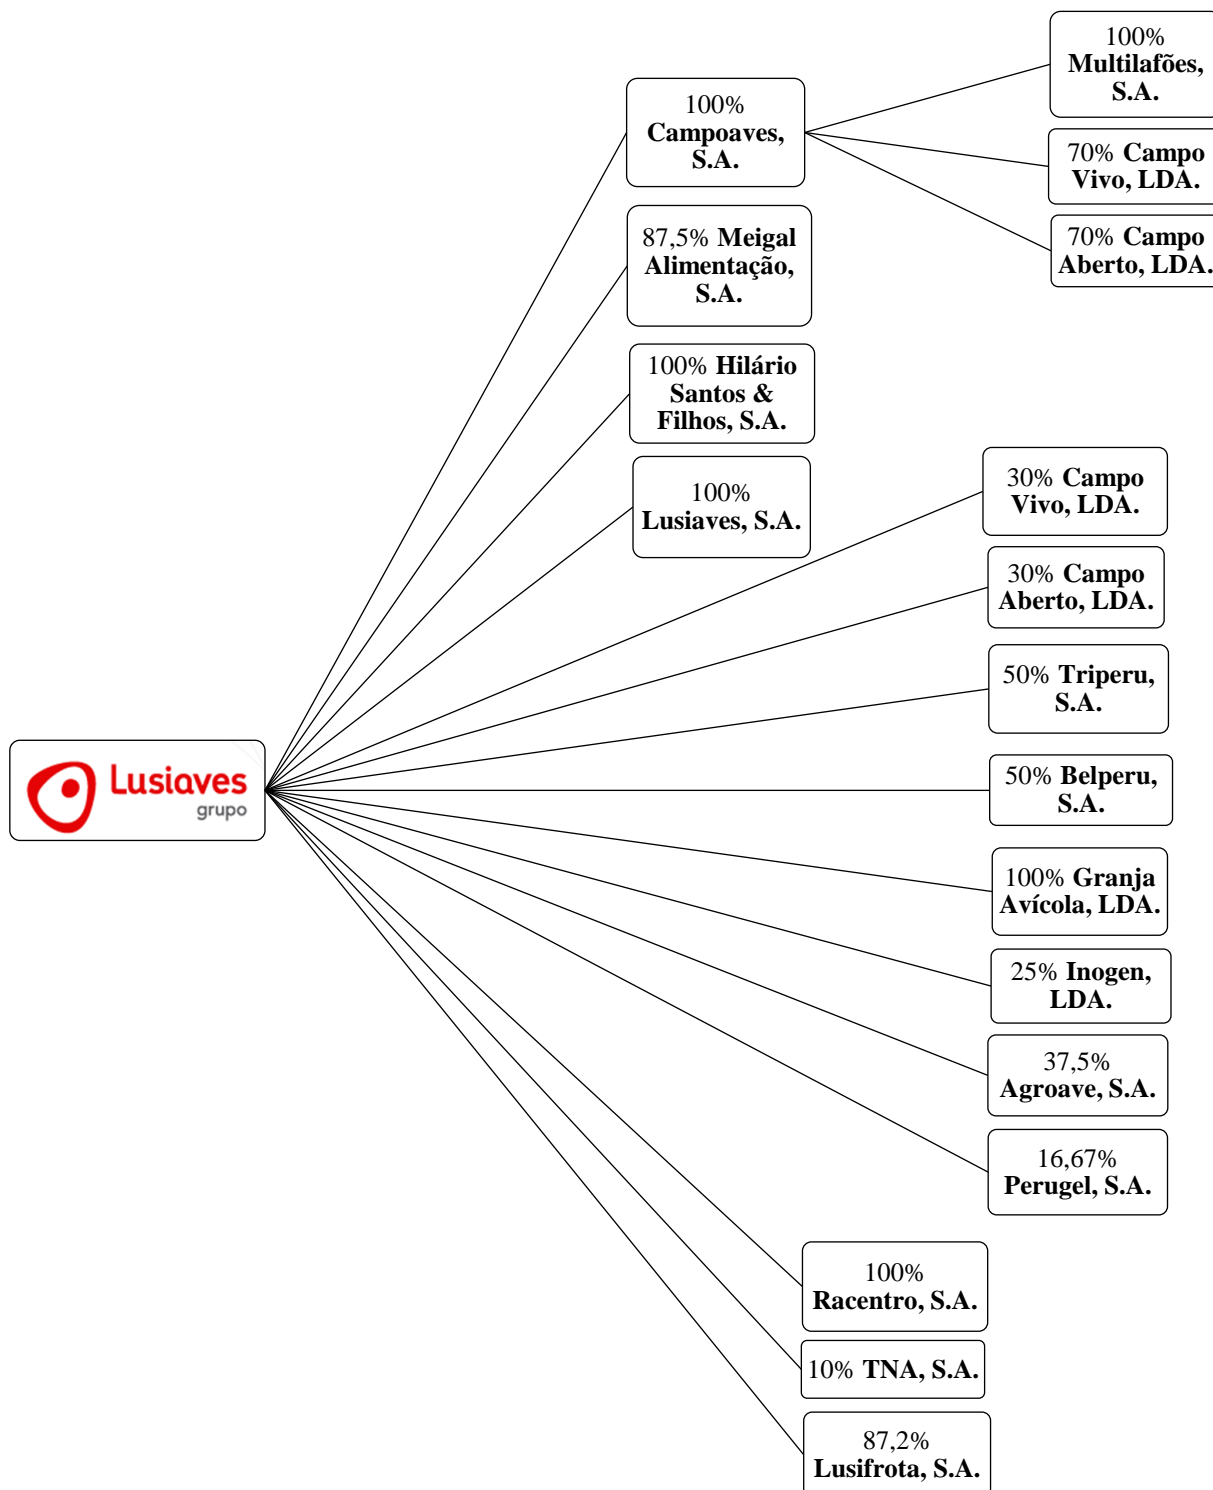 100%
Multilafões,
S.A.
100%
Campoaves,
S.A.
70% Campo
Vivo, LDA.
70% Campo
Aberto, LDA.
87,5% Meigal
Alimentação,
S.A.
100% Hilário
Santos &
Filhos, S.A.
100%
Lusiaves, S.A.
30% Campo
Vivo, LDA.
30% Campo
Aberto, LDA.
50% Triperu,
S.A.
Lusiaves
grupo
50% Belperu,
S.A.
100% Granja
Avícola, LDA.
25% Inogen,
LDA.
37,5%
Agroave, S.A.
16,67%
Perugel, S.A.
100%
Racentro, S.A.
10% TNA, S.A.
87,2%
Lusifrota, S.A.